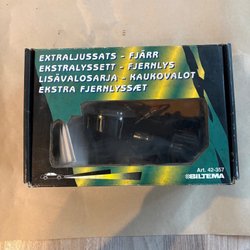 EXTRALJUSSATS - FJÄRR
EKSTRALYSSETT - FJERNLYS
LISÄVALOSARJA - KAUKOVALOT
EKSTRA FJERNLYSSÆT
Art. 42-357
BILTEMA